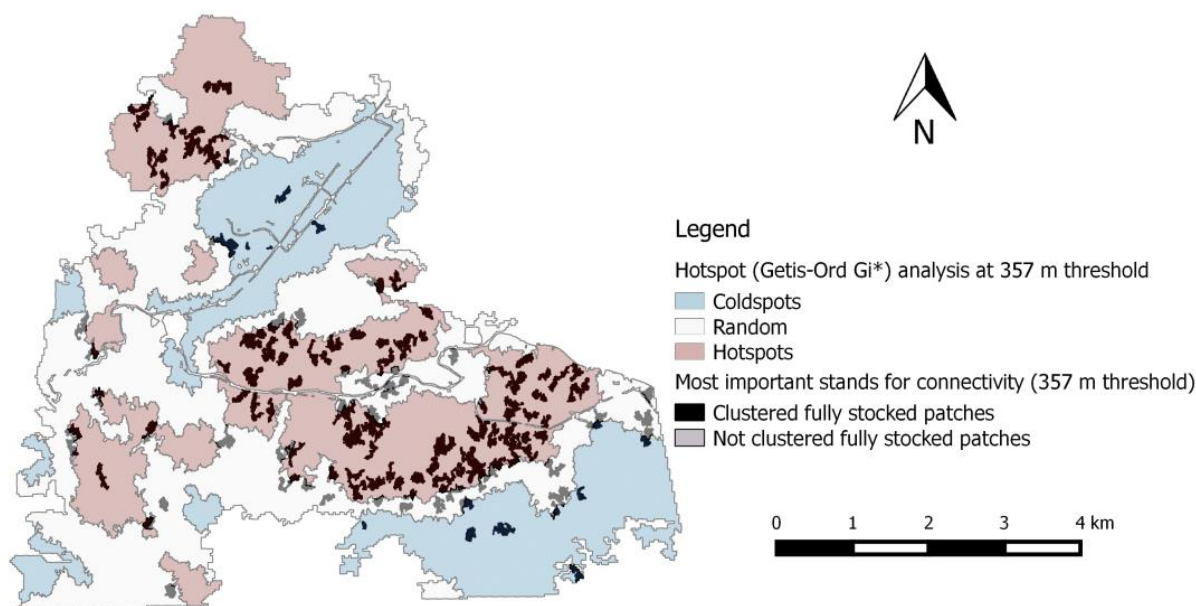 N
Legend
Hotspot (Getis-Ord Gi*) analysis at 357 m threshold
Coldspots
Random
Hotspots
Most important stands for connectivity (357 m threshold)
Clustered fully stocked patches
Not clustered fully stocked patches
0 1 2 3 4 km